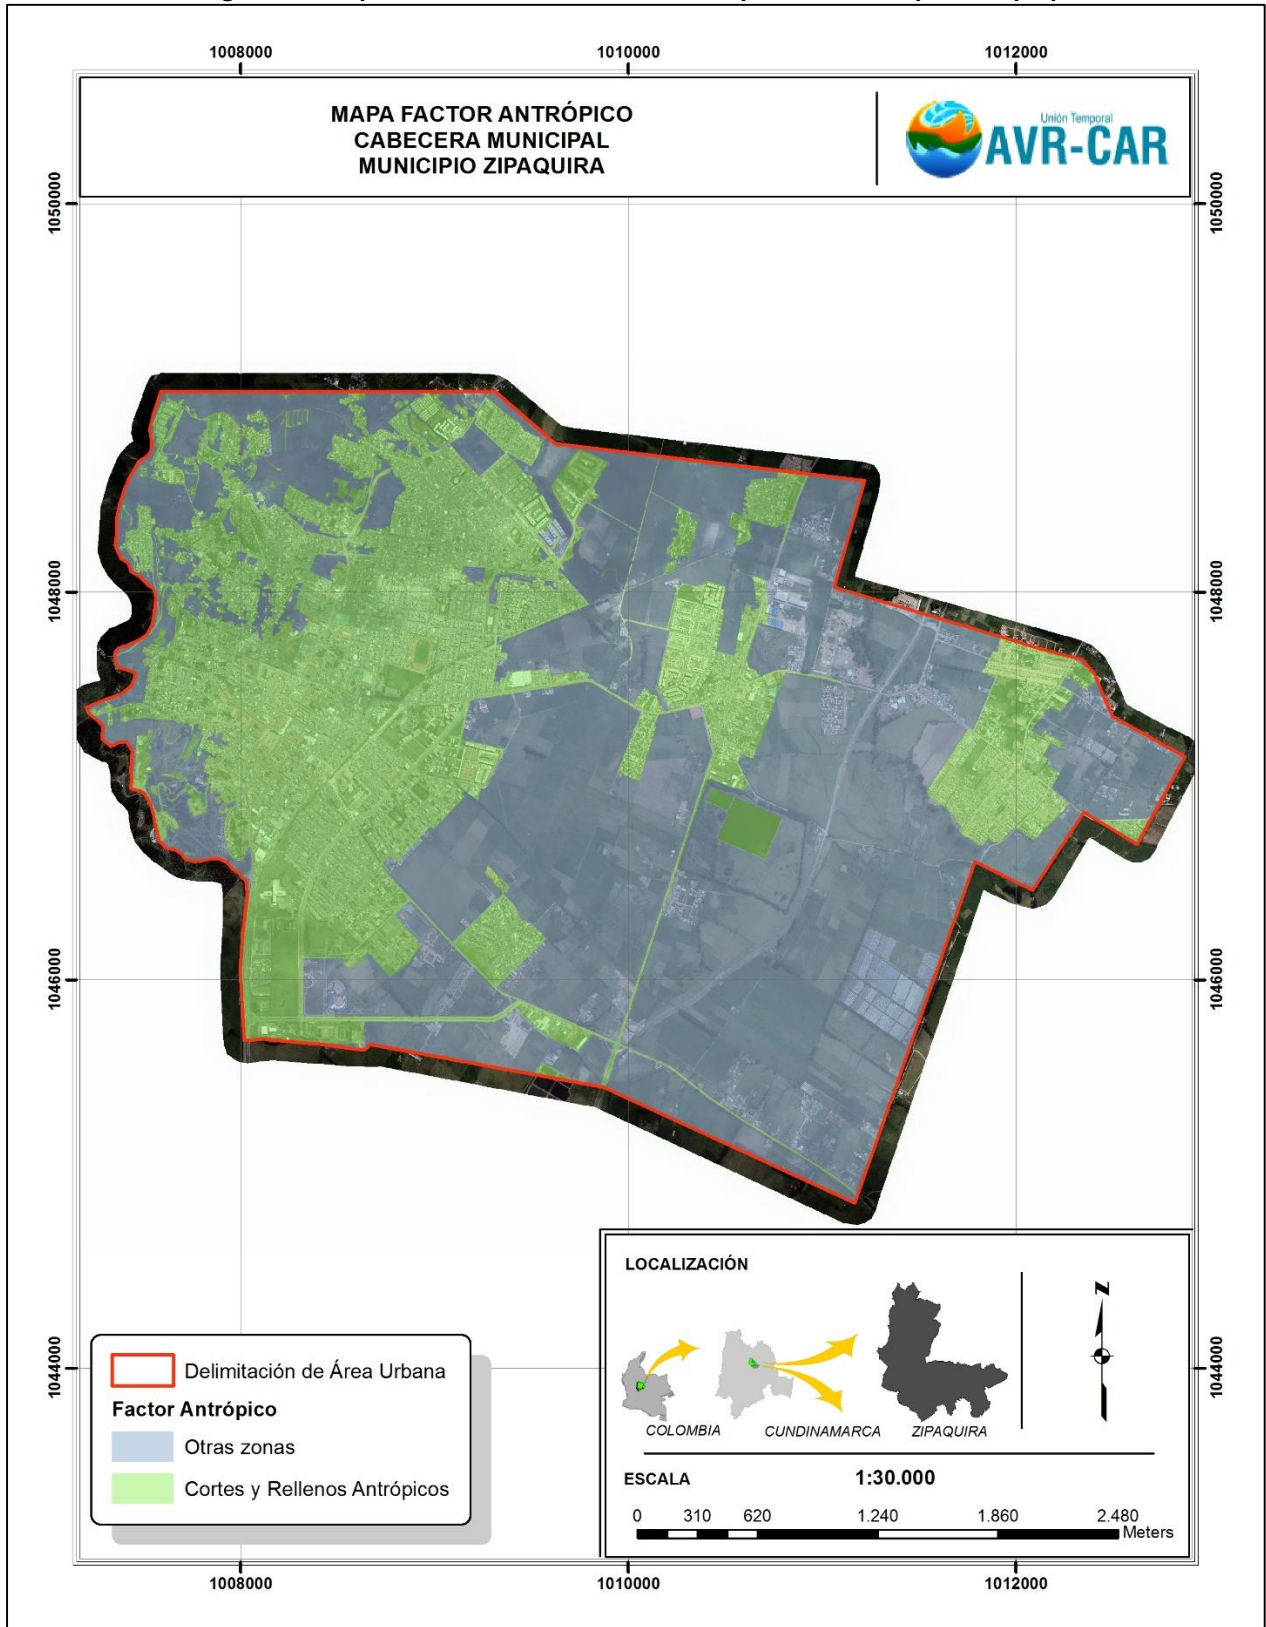 1008000 1010000 1012000
MAPA FACTOR ANTRÓPICO
CABECERA MUNICIPAL
MUNICIPIO ZIPAQUIRA
Unión Temporal
AVR-CAR
1050000 1050000
1048000 1048000
1046000 1046000
1044000 1044000
LOCALIZACIÓN
N
COLOMBIA CUNDINAMARCA ZIPAQUIRA
ESCALA 1:30.000
0 310 620 1.240 1.860 2.480
Meters
Delimitación de Área Urbana
Factor Antrópico
Otras zonas
Cortes y Rellenos Antrópicos
1008000 1010000 1012000